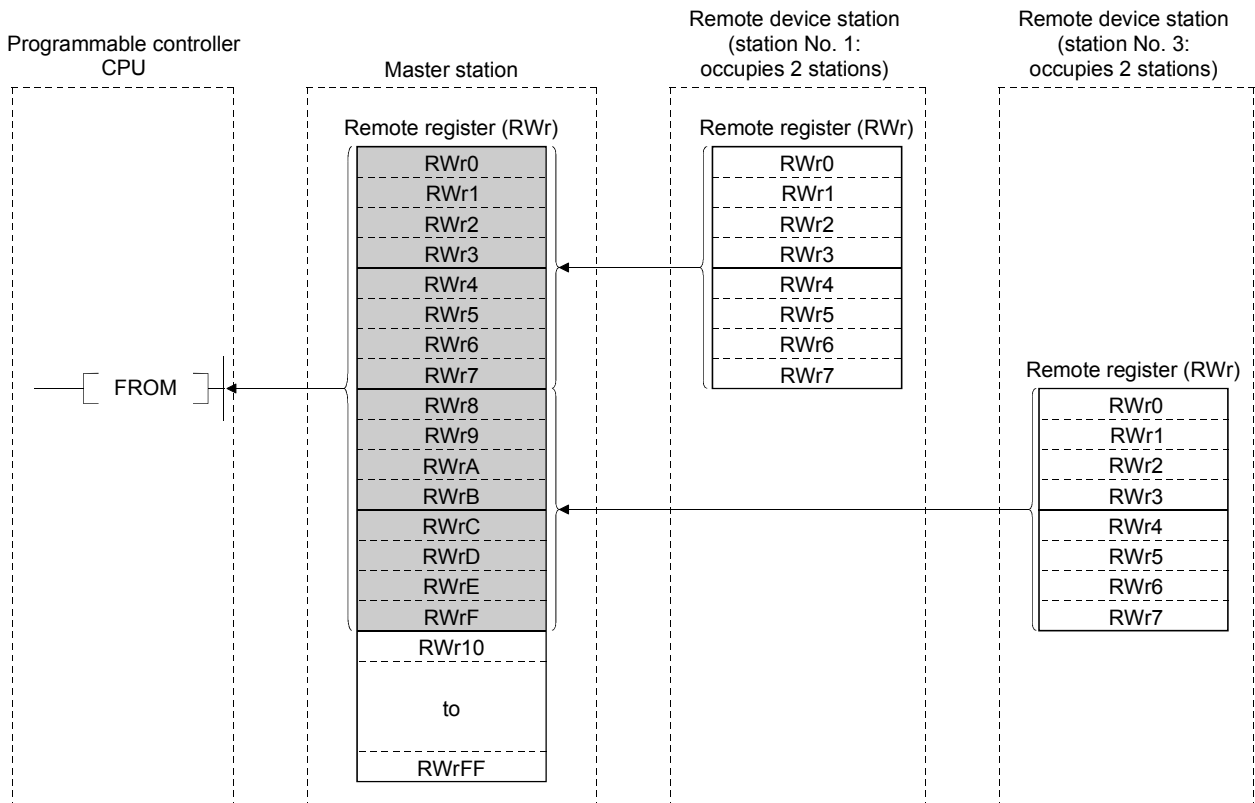 Programmable controller
CPU
Master station
Remote device station
(station No. 1:
occupies 2 stations)
Remote device station
(station No. 3:
occupies 2 stations)
Remote register (RWr)
RWr0
RWr1
RWr2
RWr3
RWr4
RWr5
RWr6
RWr7
RWr8
RWr9
RWrA
RWrB
RWrC
RWrD
RWrE
RWrF
RWr10
to
RWrFF
Remote register (RWr)
RWr0
RWr1
RWr2
RWr3
RWr4
RWr5
RWr6
RWr7
Remote register (RWr)
RWr0
RWr1
RWr2
RWr3
RWr4
RWr5
RWr6
RWr7
FROM